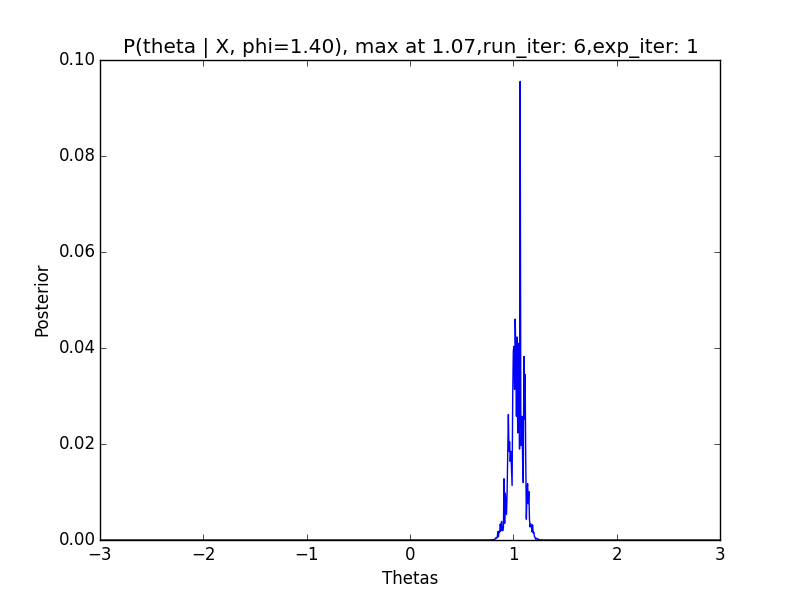 P(theta | X, phi=1.40), max at 1.07,run_iter: 6,exp_iter: 1
0.10
0.08
0.06
0.04
0.02
0.00
Posterior
−3 −2 −1 0 1 2 3
Thetas